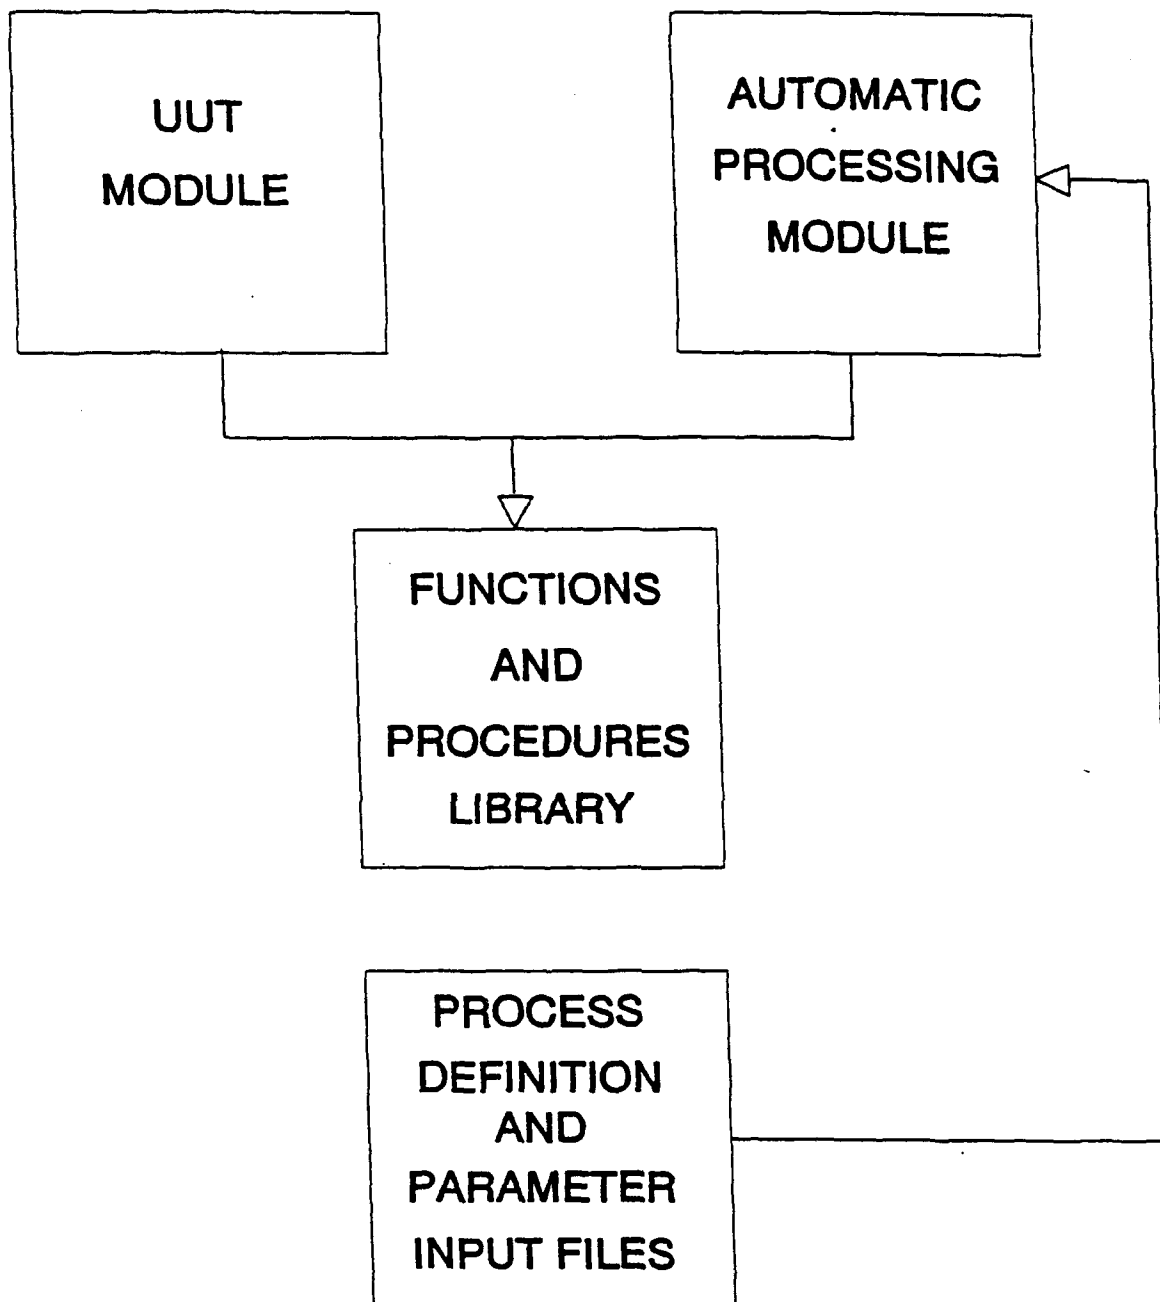 UUT
MODULE
AUTOMATIC
PROCESSING
MODULE
FUNCTIONS
AND
PROCEDURES
LIBRARY
PROCESS
DEFINITION
AND
PARAMETER
INPUT FILES